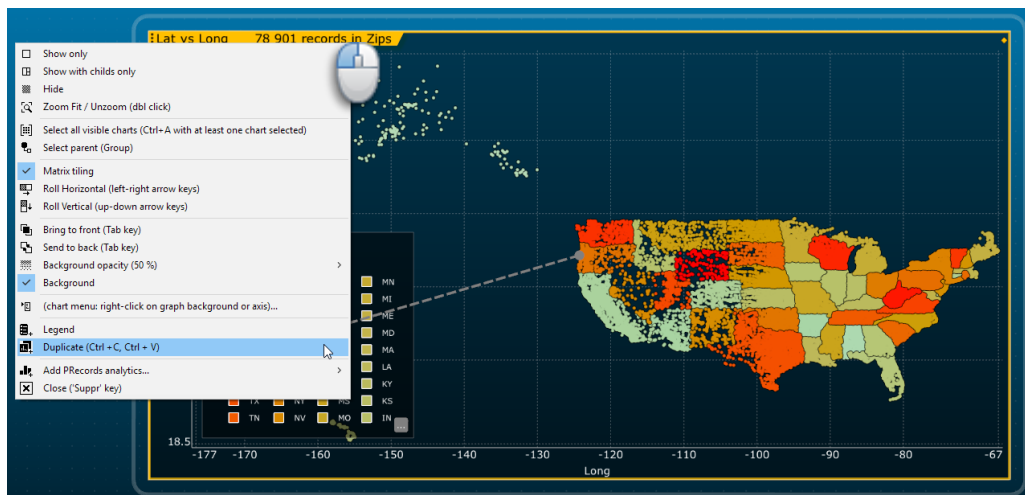 Lat vs Long 78 901 records in Zips
Show only
Show with childs only
Hide
Zoom Fit / Unzoom (dbl click)
Select all visible charts (Ctrl+A with at least one chart selected)
Select parent (Group)
Matrix tiling
Roll Horizontal (left-right arrow keys)
Roll Vertical (up-down arrow keys)
Bring to front (Tab key)
Send to back (Tab key)
Background opacity (50 %)
Background
(chart menu: right-click on graph background or axis)...
Legend
Duplicate (Ctrl +C, Ctrl + V)
Add PRecords analytics...
Close ('Suppr' key)
MN
MI
ME
MD
MA
LA
KY
TX NY MS KS
TN NV MO IN ...
18.5
-177 -170 -160 -150 -140 -130 -120 -110 -100 -90 -80 -67
Long